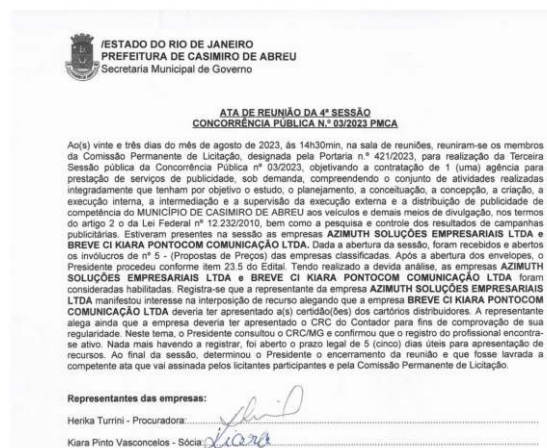 /ESTADO DO RIO DE JANEIRO
PREFEITURA DE CASIMIRO DE ABREU
Secretaria Municipal de Governo
ATA DE REUNIÃO DA 4ª SESSÃO
CONCORRÊNCIA PÚBLICA N.º 03/2023 PMCA
Ao(s) vinte e três dias do mês de agosto de 2023, às 14h30min, na sala de reuniões, reuniram-se os membros
da Comissão Permanente de Licitação, designada pela Portaria n.º 421/2023, para realização da Terceira
Sessão pública da Concorrência Pública nº 03/2023, objetivando a contratação de 1 (uma) agência para
prestação de serviços de publicidade, sob demanda, compreendendo o conjunto de atividades realizadas
integradamente que tenham por objetivo o estudo, o planejamento, a conceituação, a concepção, a criação, a
execução interna, a intermediação e a supervisão da execução externa e a distribuição de publicidade de
competência do MUNICÍPIO DE CASIMIRO DE ABREU aos veículos e demais meios de divulgação, nos termos
do artigo 2 o da Lei Federal nº 12.232/2010, bem como a pesquisa e controle dos resultados de campanhas
publicitárias. Estiveram presentes na sessão as empresas AZIMUTH SOLUÇÕES EMPRESARIAIS LTDA e
BREVE CI KIARA PONTOCOM COMUNICAÇÃO LTDA. Dada a abertura da sessão, foram recebidos e abertos
os invólucros de nº 5 - (Propostas de Preços) das empresas classificadas. Após a abertura dos envelopes, o
Presidente procedeu conforme item 23.5 do Edital. Tendo realizado a devida análise, as empresas AZIMUTH
SOLUÇÕES EMPRESARIAIS LTDA e BREVE CI KIARA PONTOCOM COMUNICAÇÃO LTDA foram
consideradas habilitadas. Registra-se que a representante da empresa AZIMUTH SOLUÇÕES EMPRESARIAIS
LTDA manifestou interesse na interposição de recurso alegando que a empresa BREVE CI KIARA PONTOCOM
COMUNICAÇÃO LTDA deveria ter apresentado a(s) certidão(ões) dos cartórios distribuidores. A representante
alega ainda que a empresa deveria ter apresentado o CRC do Contador para fins de comprovação de sua
regularidade. Neste tema, o Presidente consultou o CRC/MG e confirmou que o registro do profissional encontra-
se ativo. Nada mais havendo a registrar, foi aberto o prazo legal de 5 (cinco) dias úteis para apresentação de
recursos. Ao final da sessão, determinou o Presidente o encerramento da reunião e que fosse lavrada a
competente ata que vai assinada pelos licitantes participantes e pela Comissão Permanente de Licitação.
Representantes das empresas:
Herika Turrini - Procuradora:
Kiara Pinto Vasconcelos - Sócia: Kiara